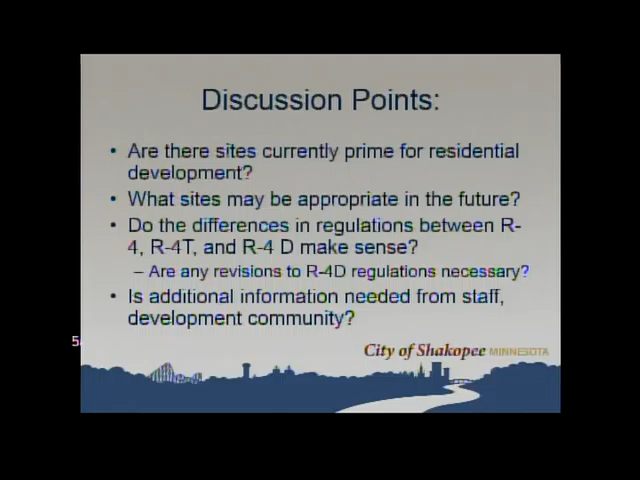 Discussion Points:
• Are there sites currently prime for residential
development?
• What sites may be appropriate in the future?
• Do the differences in regulations between R-
4, R-4T, and R-4 D make sense?
– Are any revisions to R-4D regulations necessary?
• Is additional information needed from staff,
development community?
City of Shakopee MINNESOTA